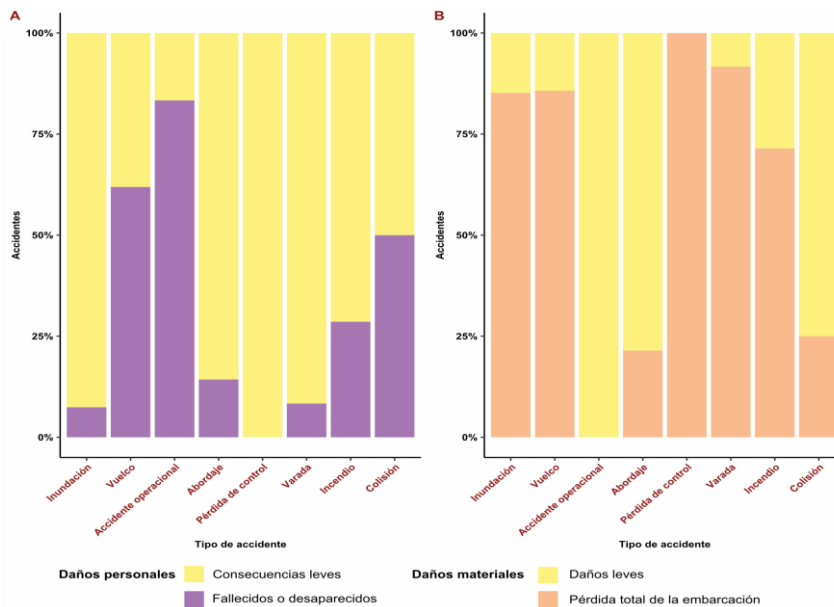 A
100%
75%
50%
25%
0%
Accidentes
Inundación
Vuelco
Accidente operacional
Abordaje
Pérdida de control
Varada
Incendio
Colisión
Tipo de accidente
Daños personales
Consecuencias leves
Fallecidos o desaparecidos
B
100%
75%
50%
25%
0%
Accidentes
Inundación
Vuelco
Accidente operacional
Abordaje
Pérdida de control
Varada
Incendio
Colisión
Tipo de accidente
Daños materiales
Daños leves
Pérdida total de la embarcación